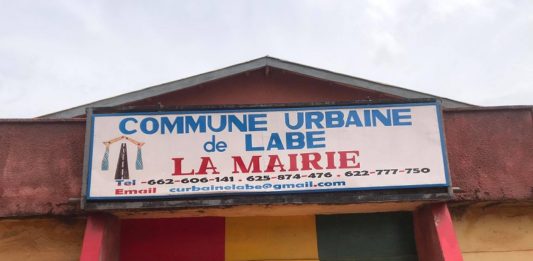 COMMUNE URBAINE
de LABE
LA MAIRIE
Tel -662-606-141 . 625-874-476 . 622-777-750
Email curbainelabe@gmail.com